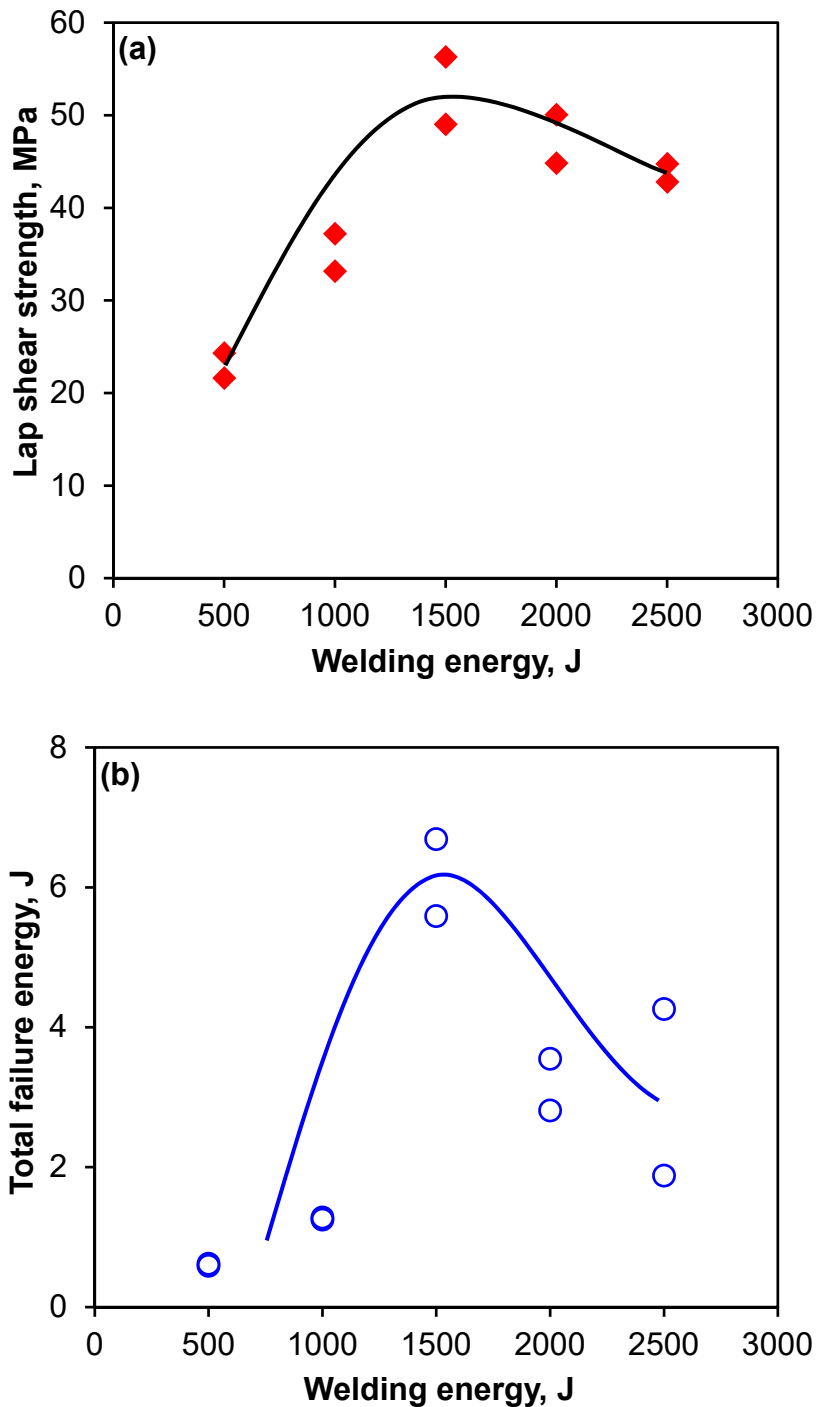 (a)
Lap shear strength, MPa
60
50
40
30
20
10
0
0 500 1000 1500 2000 2500 3000
Welding energy, J
(b)
Total failure energy, J
8
6
4
2
0
0 500 1000 1500 2000 2500 3000
Welding energy, J